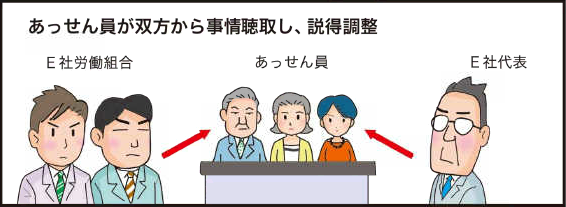 あっせん員が双方から事情聴取し、説得調整
Ｅ社労働組合
あっせん員
Ｅ社代表